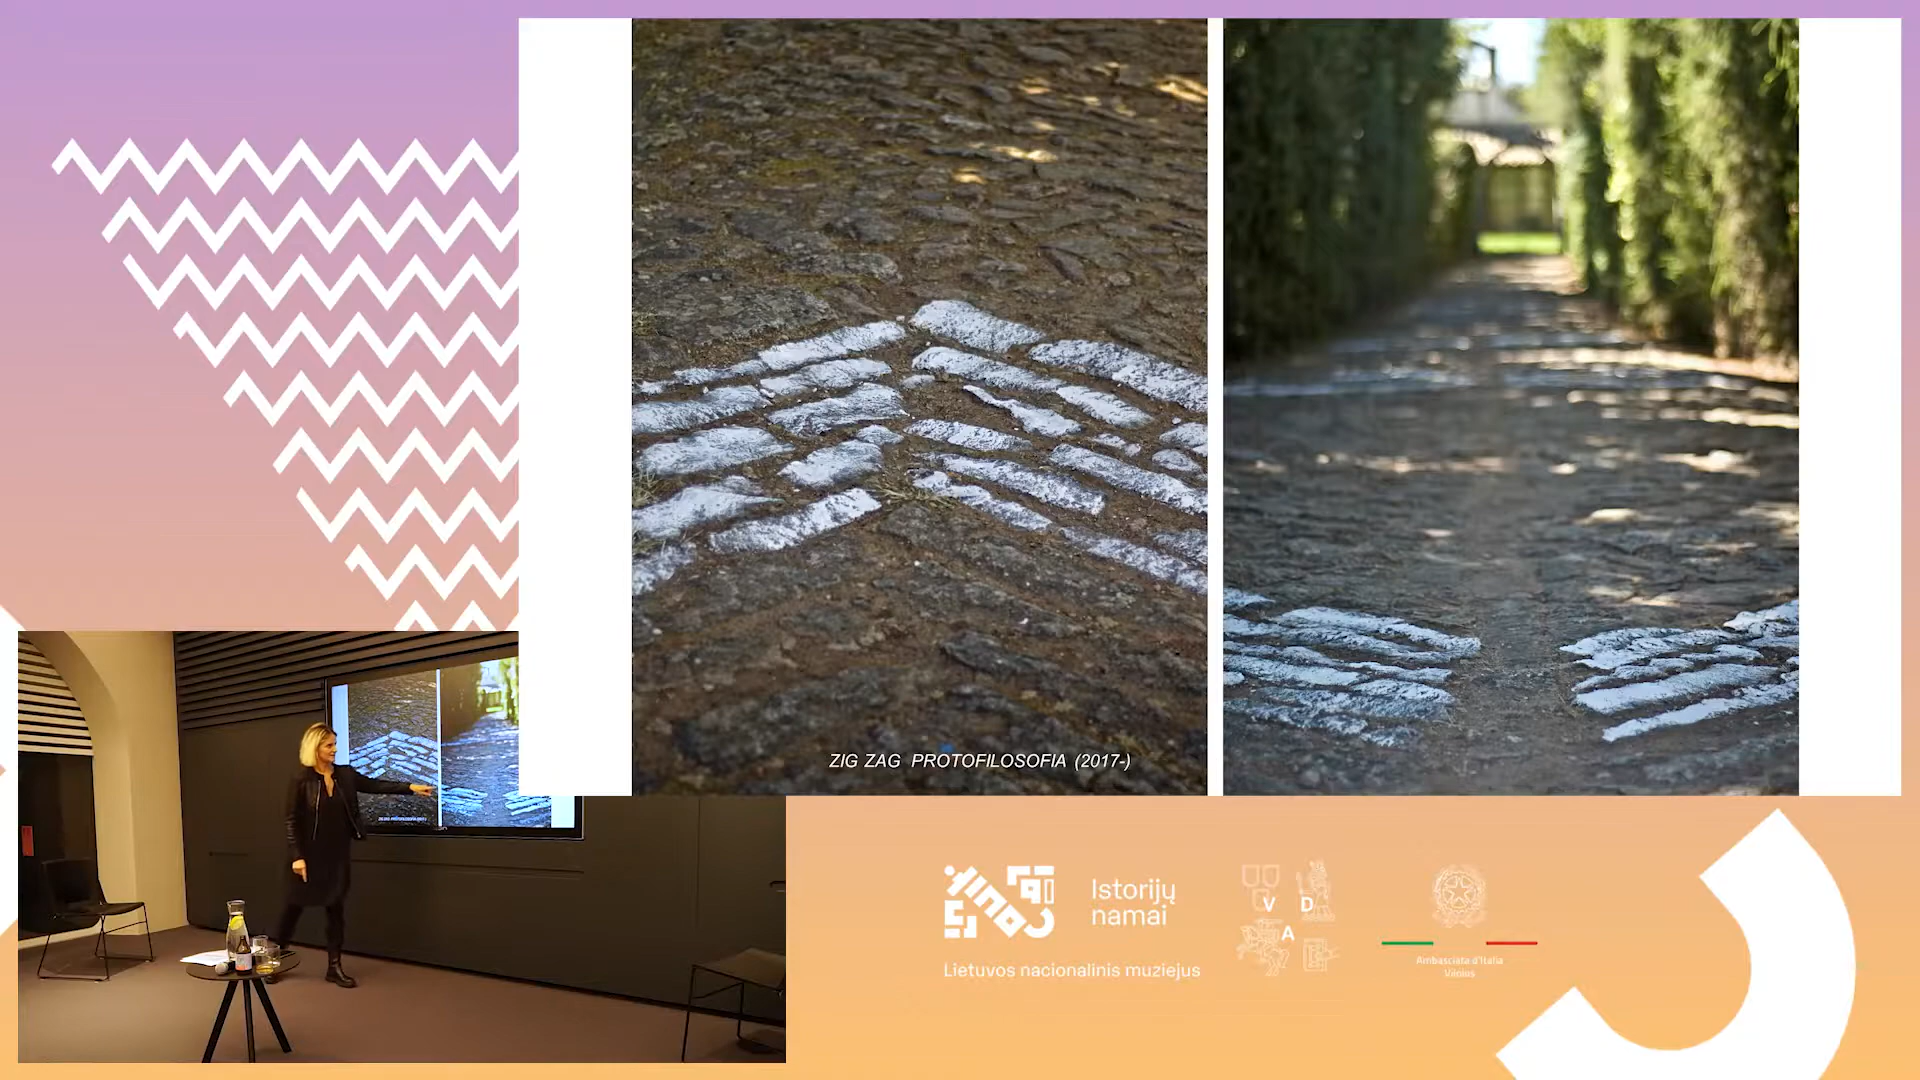 ZIG ZAG PROTOFILOSOFIA (2017-)
Istorijų
namai
Lietuvos nacionalinis muziejus
V D
A
Ambasciata d'Italia
Vilnius